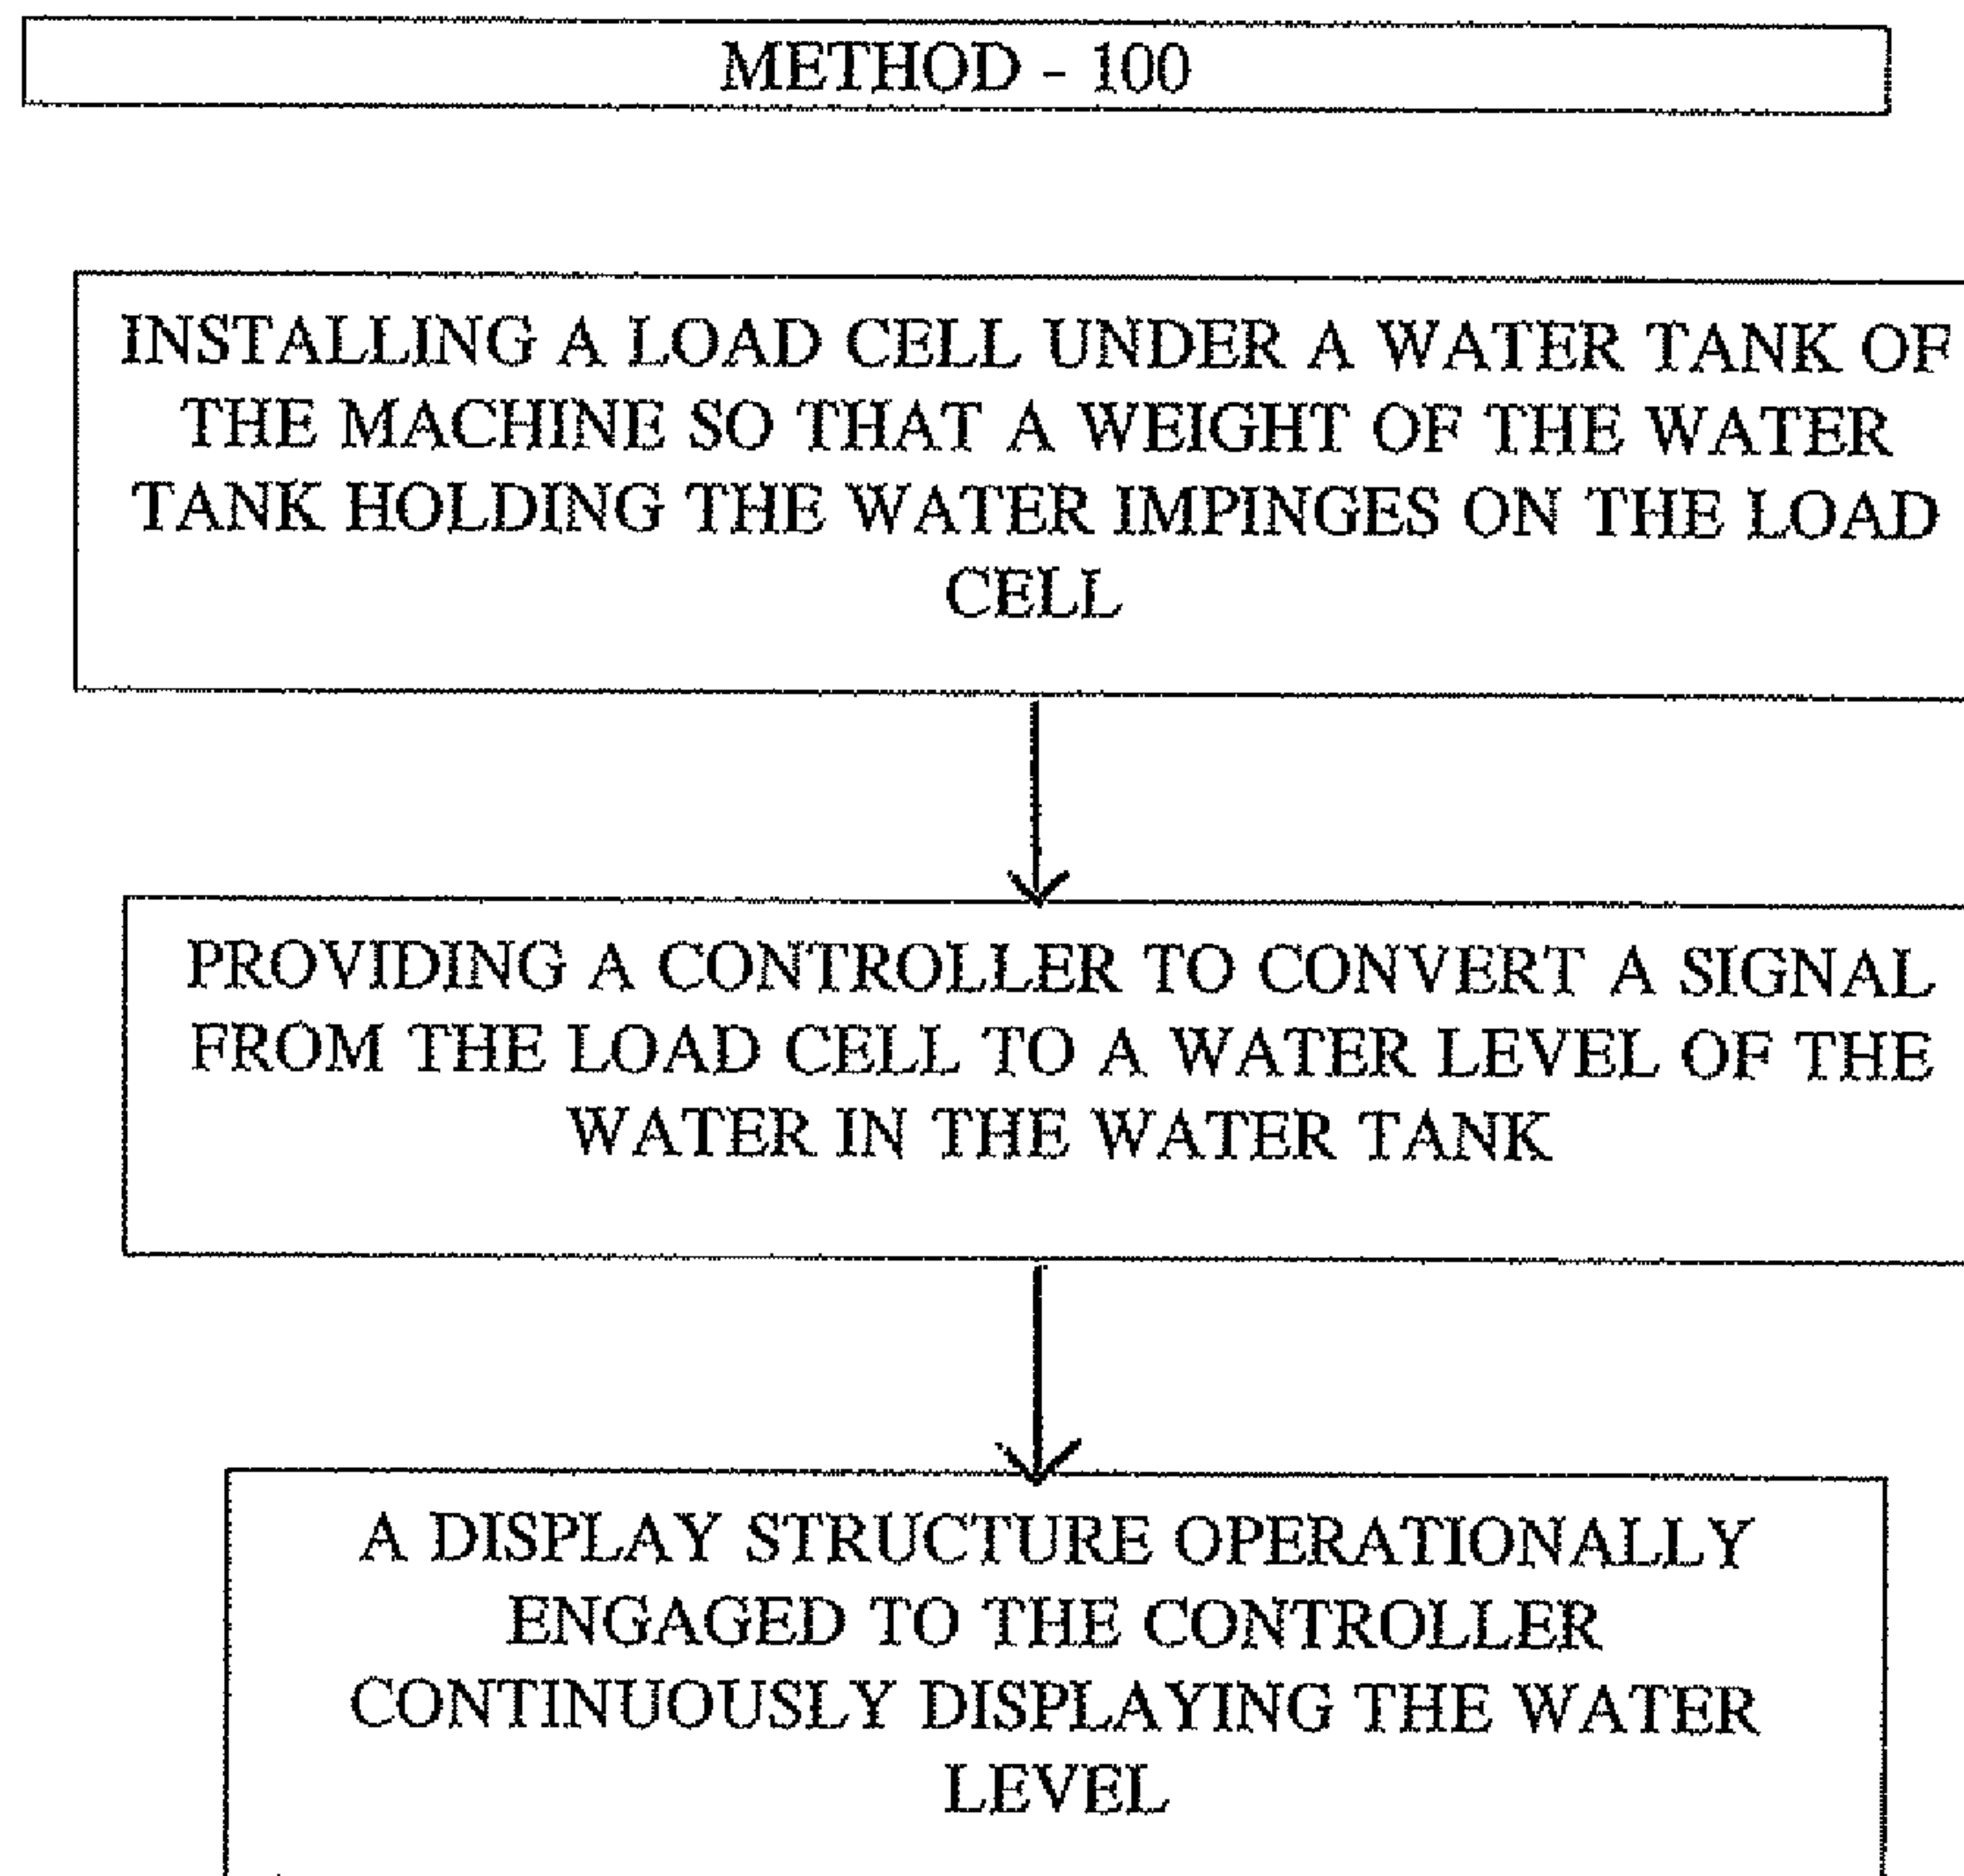 METHOD - 100
INSTALLING A LOAD CELL UNDER A WATER TANK OF
THE MACHINE SO THAT A WEIGHT OF THE WATER
TANK HOLDING THE WATER IMPINGES ON THE LOAD
CELL
PROVIDING A CONTROLLER TO CONVERT A SIGNAL
FROM THE LOAD CELL TO A WATER LEVEL OF THE
WATER IN THE WATER TANK
A DISPLAY STRUCTURE OPERATIONALLY
ENGAGED TO THE CONTROLLER
CONTINUOUSLY DISPLAYING THE WATER
LEVEL